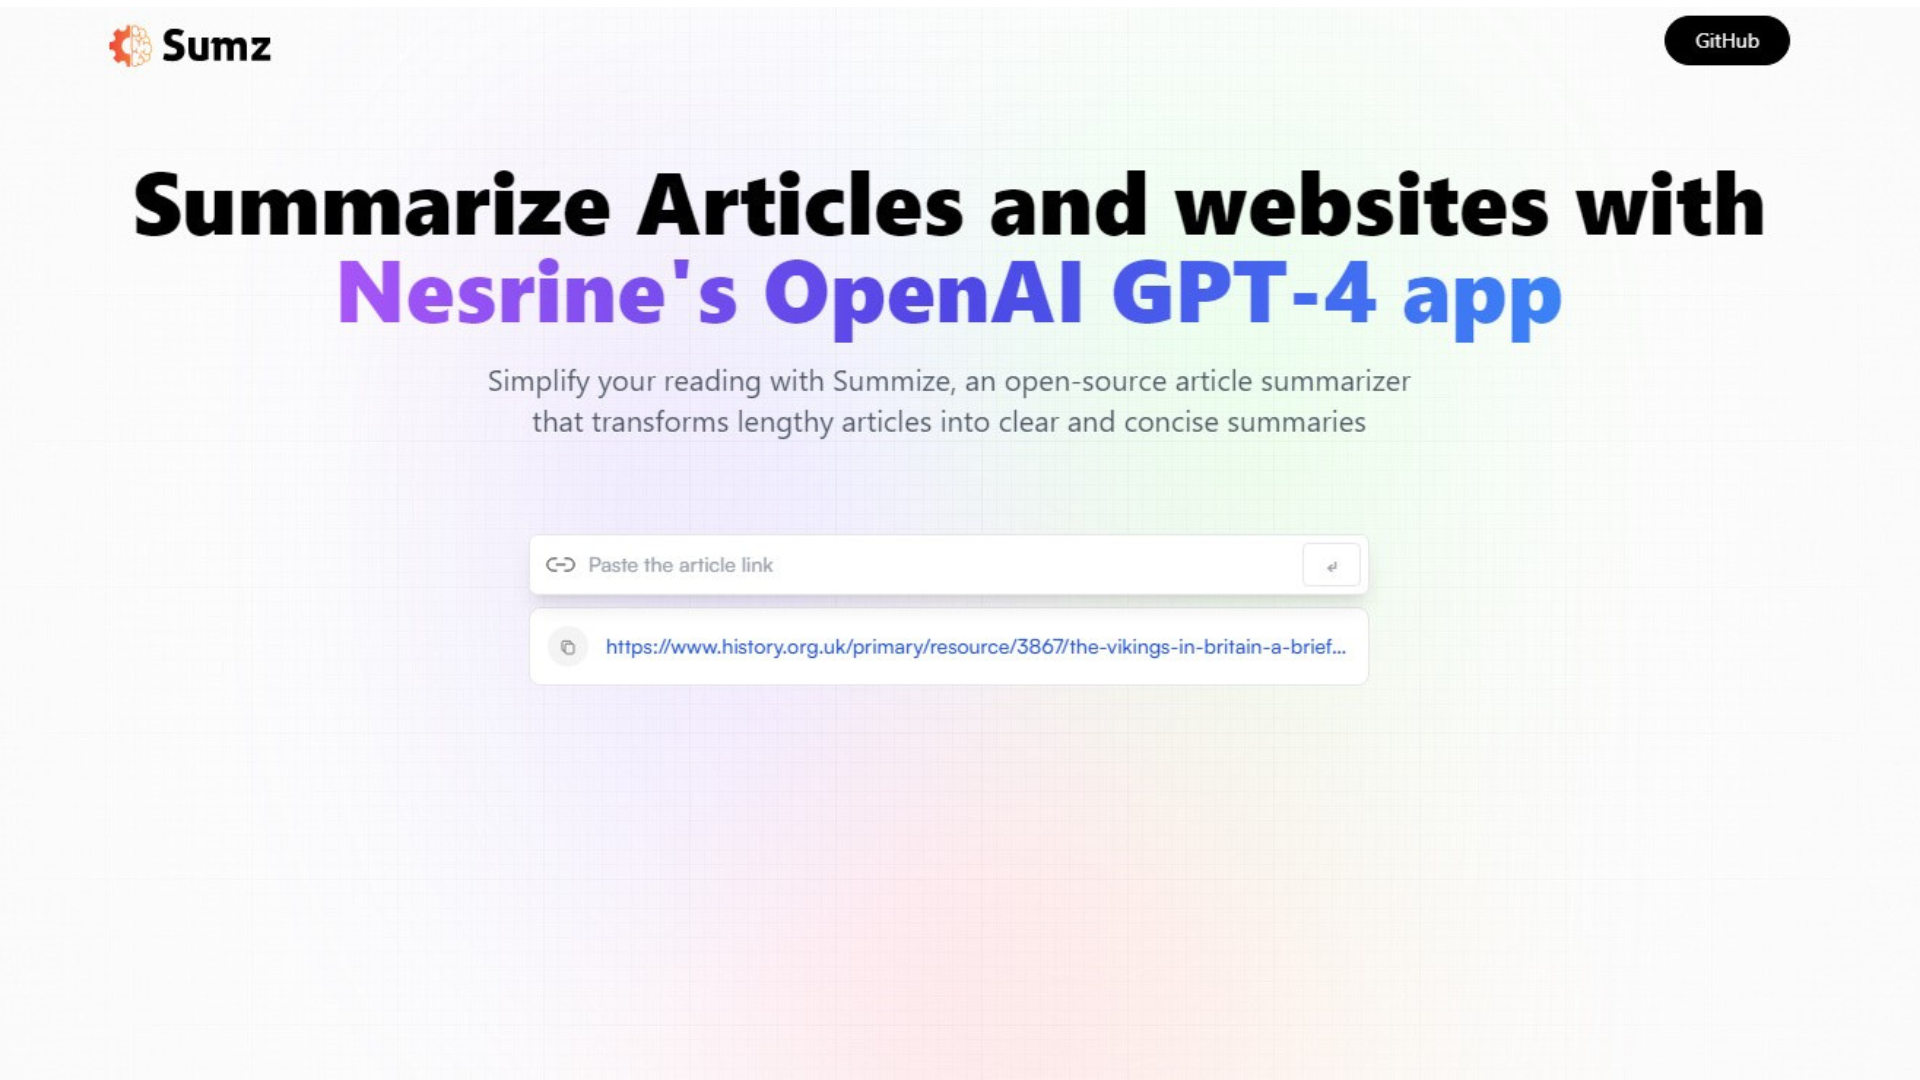 Sumz
GitHub
Summarize Articles and websites with
Nesrine's OpenAI GPT-4 app
Simplify your reading with Summize, an open-source article summarizer
that transforms lengthy articles into clear and concise summaries
Paste the article link
https://www.history.org.uk/primary/resource/3867/the-vikings-in-britain-a-brief...